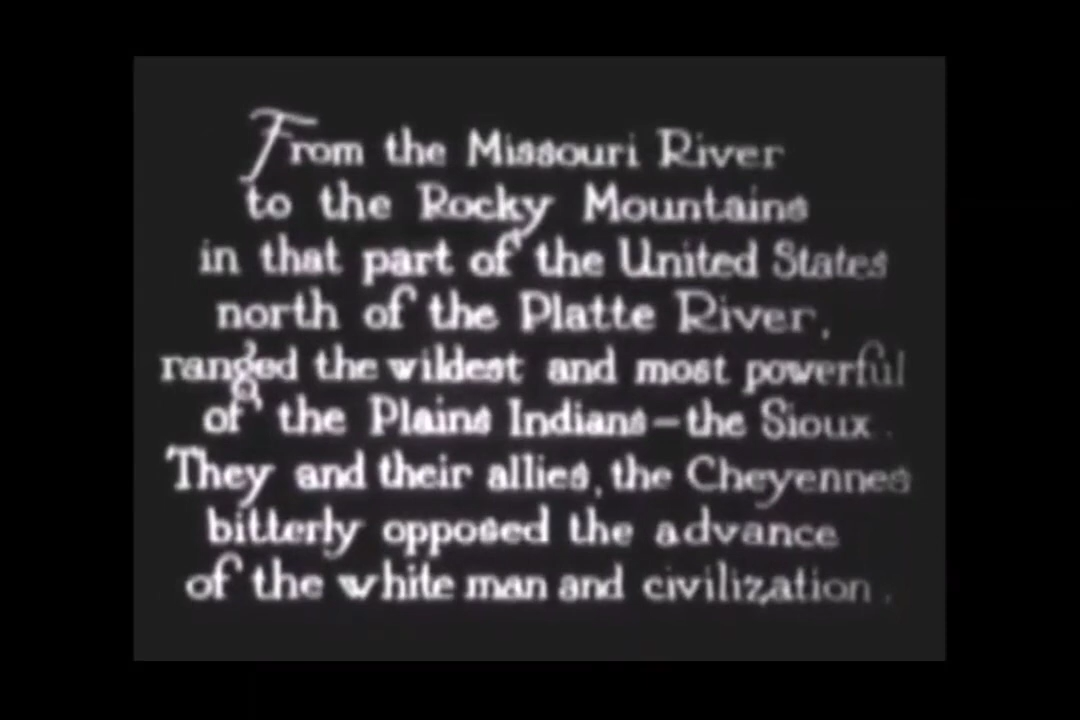 From the Missouri River
to the Rocky Mountains
in that part of the United States
north of the Platte River,
ranged the wildest and most powerful
of the Plains Indians—the Sioux.
They and their allies, the Cheyennes
bitterly opposed the advance
of the white man and civilization.